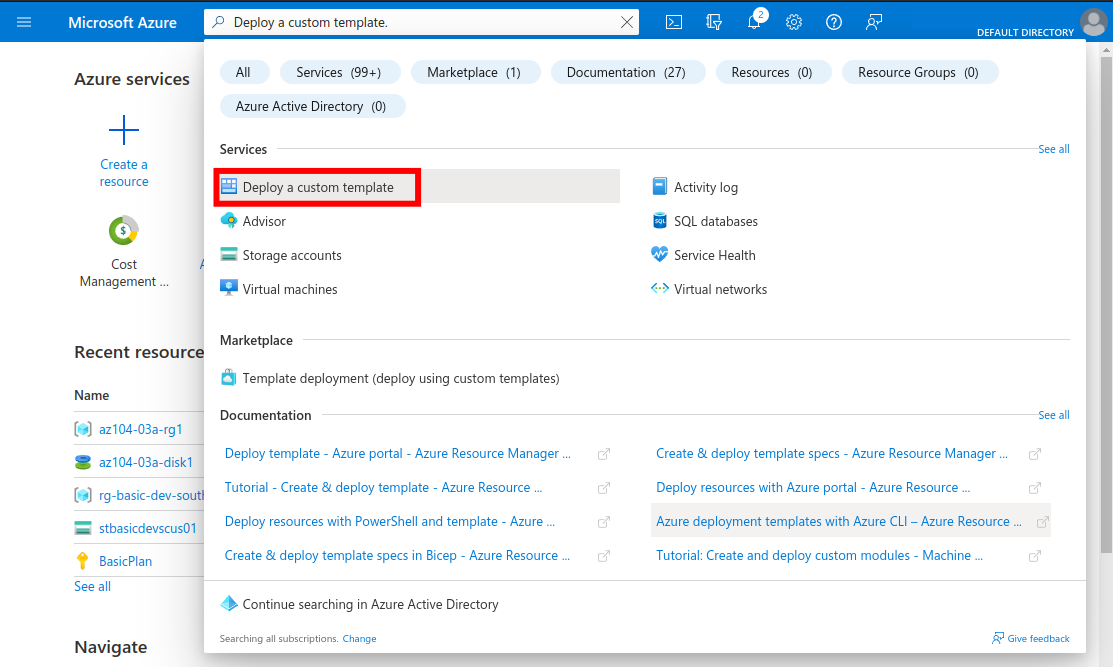 Microsoft Azure
Deploy a custom template.
2
DEFAULT DIRECTORY
Azure services
Create a
resource
$
Cost
Management ...
A
Recent resource
Name
az104-03a-rg1
az104-03a-disk1
rg-basic-dev-south
stbasicdevscus01
BasicPlan
See all
Navigate
All
Services (99+)
Marketplace (1)
Documentation (27)
Resources (0)
Resource Groups (0)
Azure Active Directory (0)
Services
See all
Deploy a custom template
Activity log
Advisor
SQL
SQL databases
Storage accounts
Service Health
Virtual machines
Virtual networks
Marketplace
Template deployment (deploy using custom templates)
Documentation
See all
Deploy template - Azure portal - Azure Resource Manager ...
Create & deploy template specs - Azure Resource Manager ...
Tutorial - Create & deploy template - Azure Resource ...
Deploy resources with Azure portal - Azure Resource ...
Deploy resources with PowerShell and template - Azure ...
Azure deployment templates with Azure CLI – Azure Resource ...
Create & deploy template specs in Bicep - Azure Resource ...
Tutorial: Create and deploy custom modules - Machine ...
Continue searching in Azure Active Directory
Searching all subscriptions. Change
Give feedback